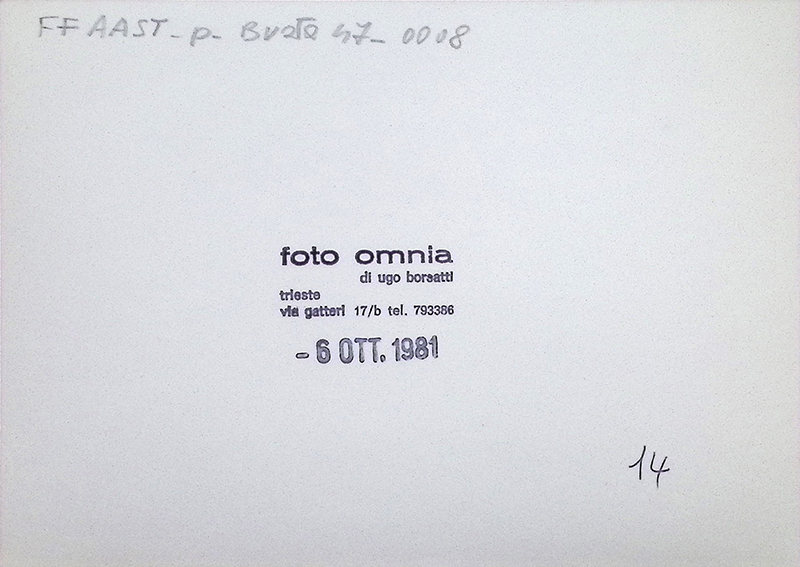 FF AAST_p_ Busta 47_ 0008
foto omnia
di ugo borsatti
trieste
via gatteri 17/b tel. 793386
- 6 OTT. 1981
14